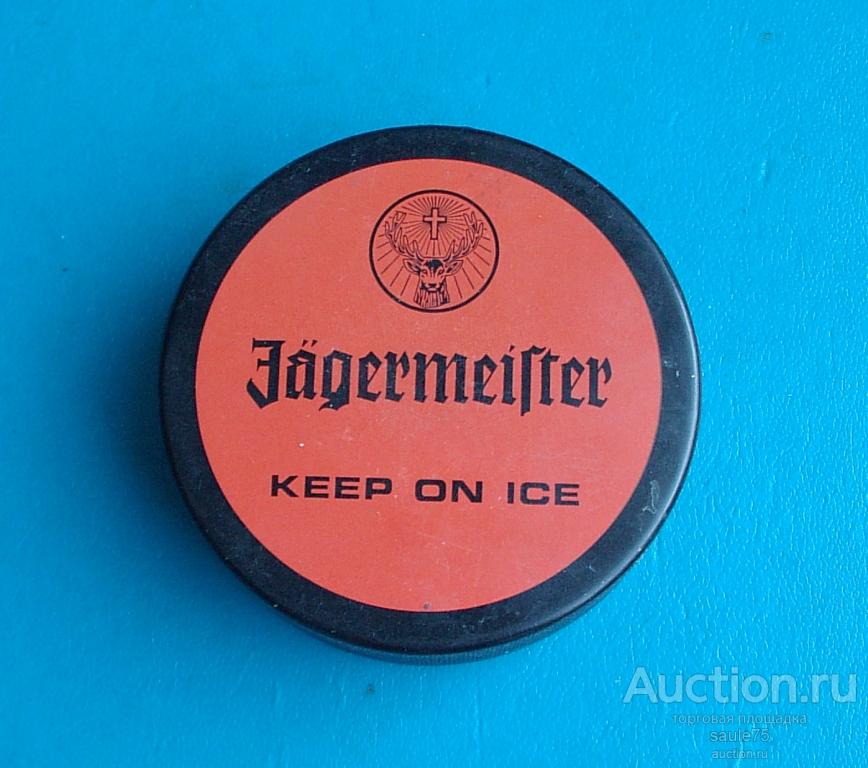 Jägermeiſter
KEEP ON ICE
Auction.ru
торговая площадка
saule75
auction.ru